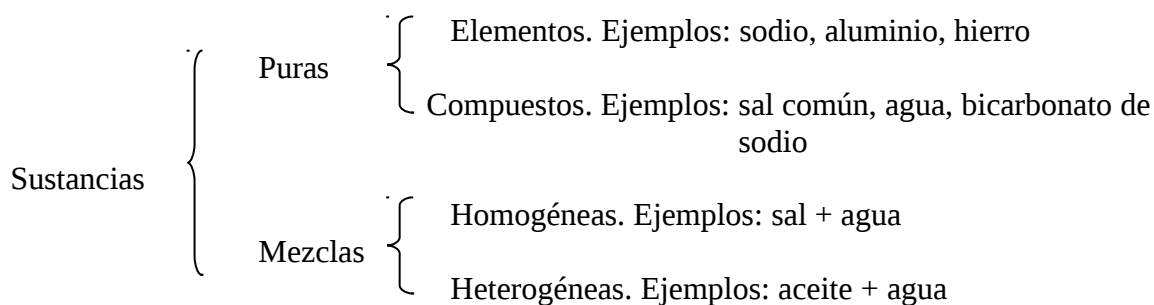 Elementos. Ejemplos: sodio, aluminio, hierro
Puras
Compuestos. Ejemplos: sal común, agua, bicarbonato de
sodio
Sustancias
Homogéneas. Ejemplos: sal + agua
Mezclas
Heterogéneas. Ejemplos: aceite + agua